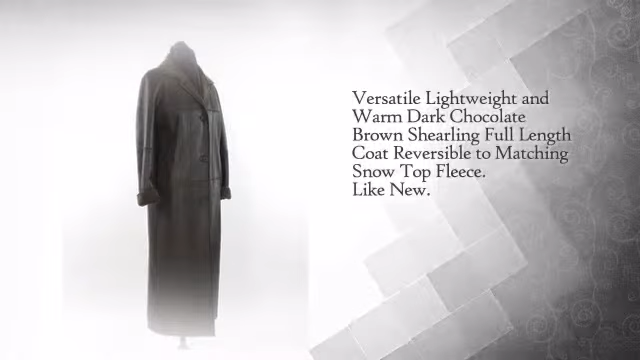 Versatile Lightweight and
Warm Dark Chocolate
Brown Shearling Full Length
Coat Reversible to Matching
Snow Top Fleece.
Like New.